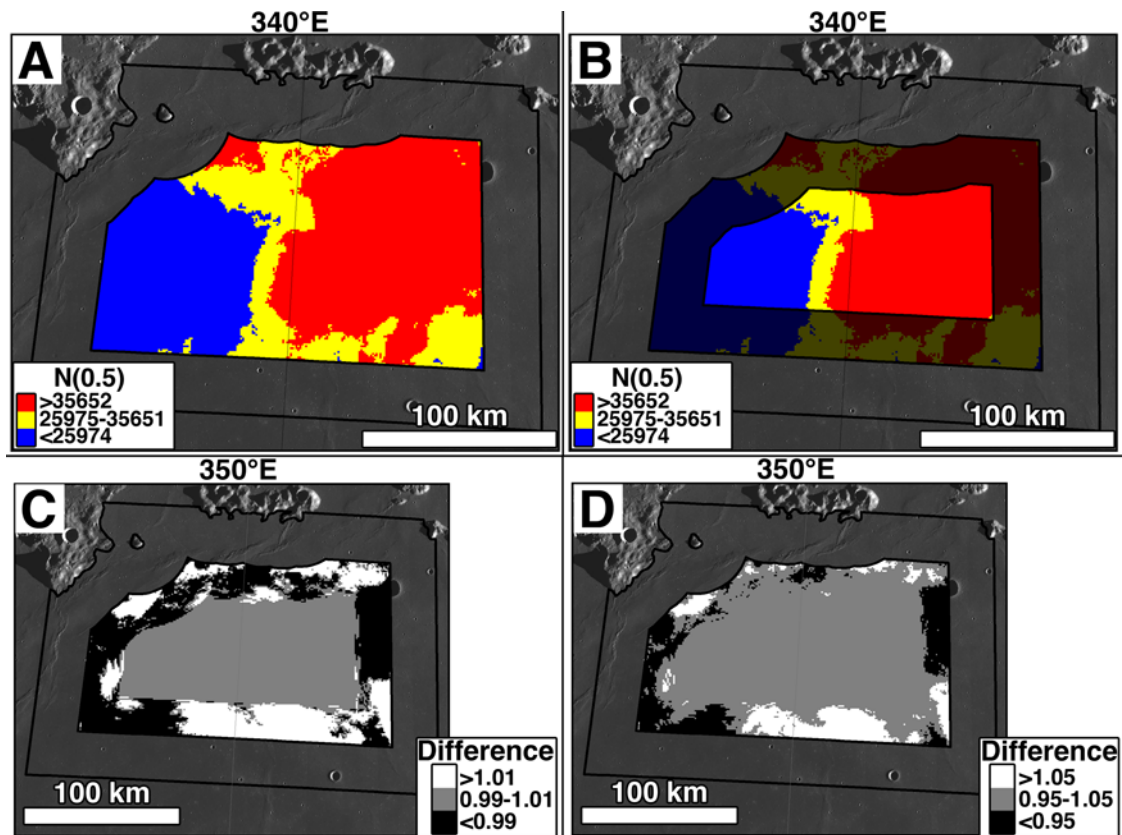 340°E
340°E
A
B
N(0.5)
>35652
25975-35651
<25974
100 km
N(0.5)
>35652
25975-35651
<25974
100 km
350°E
350°E
C
D
100 km
Difference
>1.01
0.99-1.01
<0.99
100 km
Difference
>1.05
0.95-1.05
<0.95